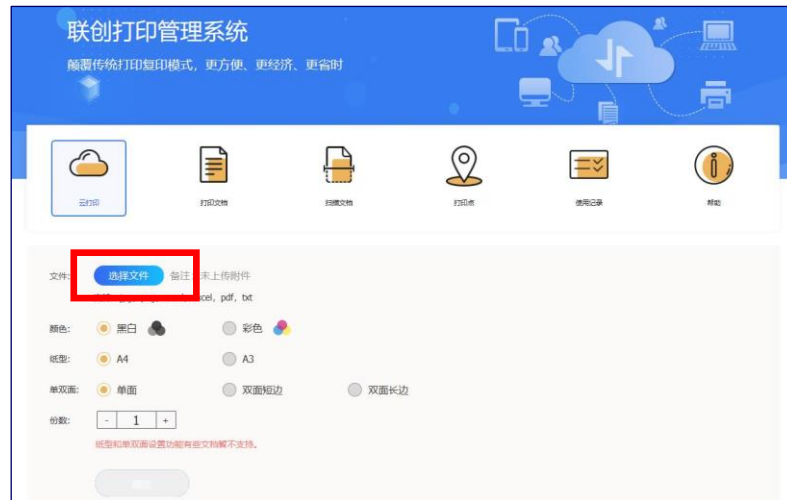 联创打印管理系统
颠覆传统打印复印模式，更方便、更经济、更省时
云打印 打印文档 扫描文档 打印点 使用记录 帮助
文件: 选择文件 备注 未上传附件
cel, pdf, txt
颜色: 黑白 彩色
纸型: A4 A3
单双面: 单面 双面短边 双面长边
份数: - 1 +
纸型和单双面设置功能有些文档暂不支持。